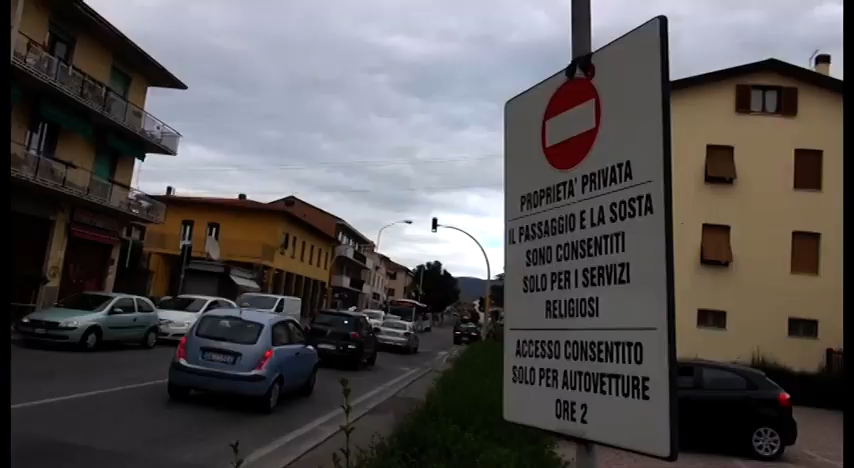 PROPRIETA' PRIVATA
IL PASSAGGIO E LA SOSTA
SONO CONSENTITI
SOLO PER I SERVIZI
RELIGIOSI
ACCESSO CONSENTITO
SOLO PER AUTOVETTURE
ORE 2